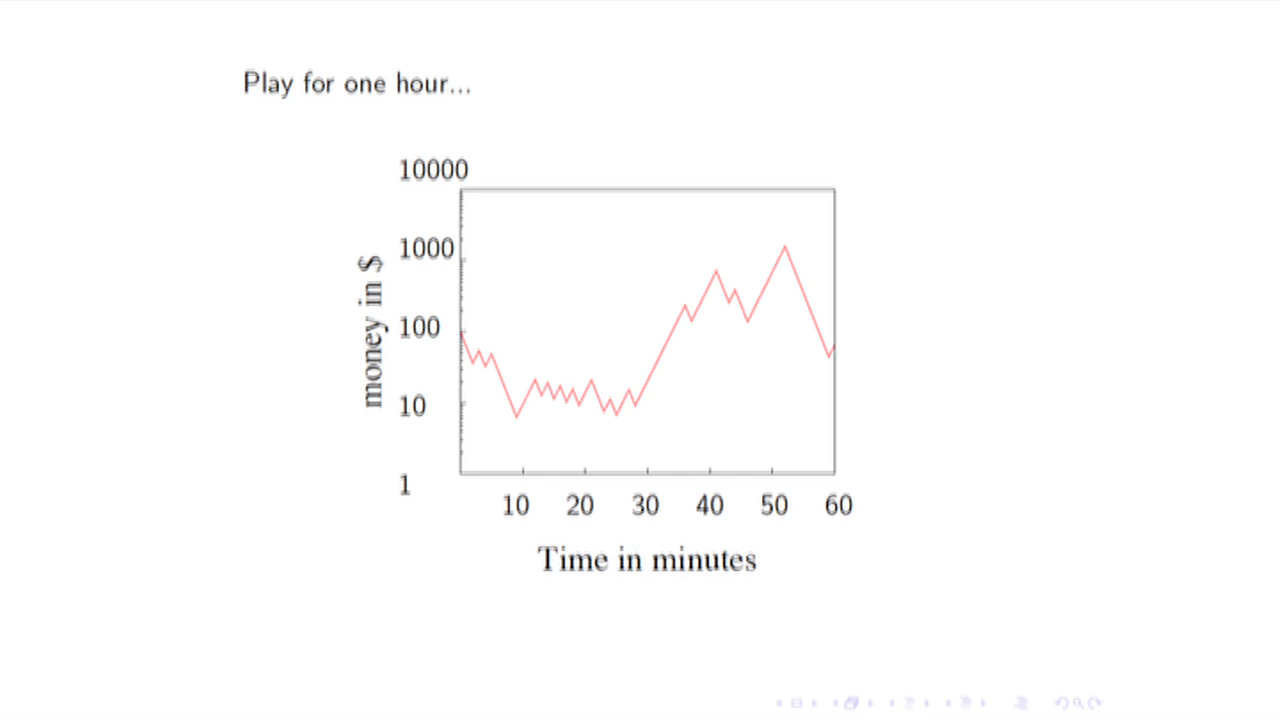 Play for one hour...
10000
1000
100
10
1
money in $
10 20 30 40 50 60
Time in minutes